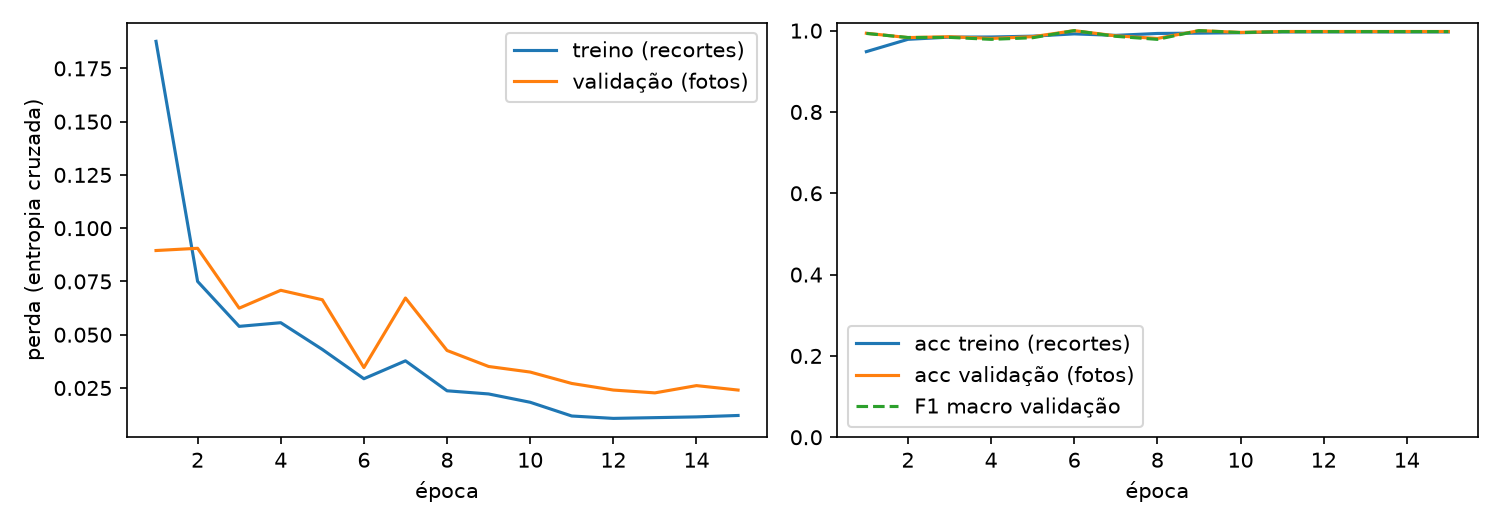 treino (recortes)
validação (fotos)
0.175
0.150
0.125
0.100
0.075
0.050
0.025
perda (entropia cruzada)
2 4 6 8 10 12 14
época
1.0
0.8
0.6
0.4
0.2
0.0
acc treino (recortes)
acc validação (fotos)
F1 macro validação
2 4 6 8 10 12 14
época